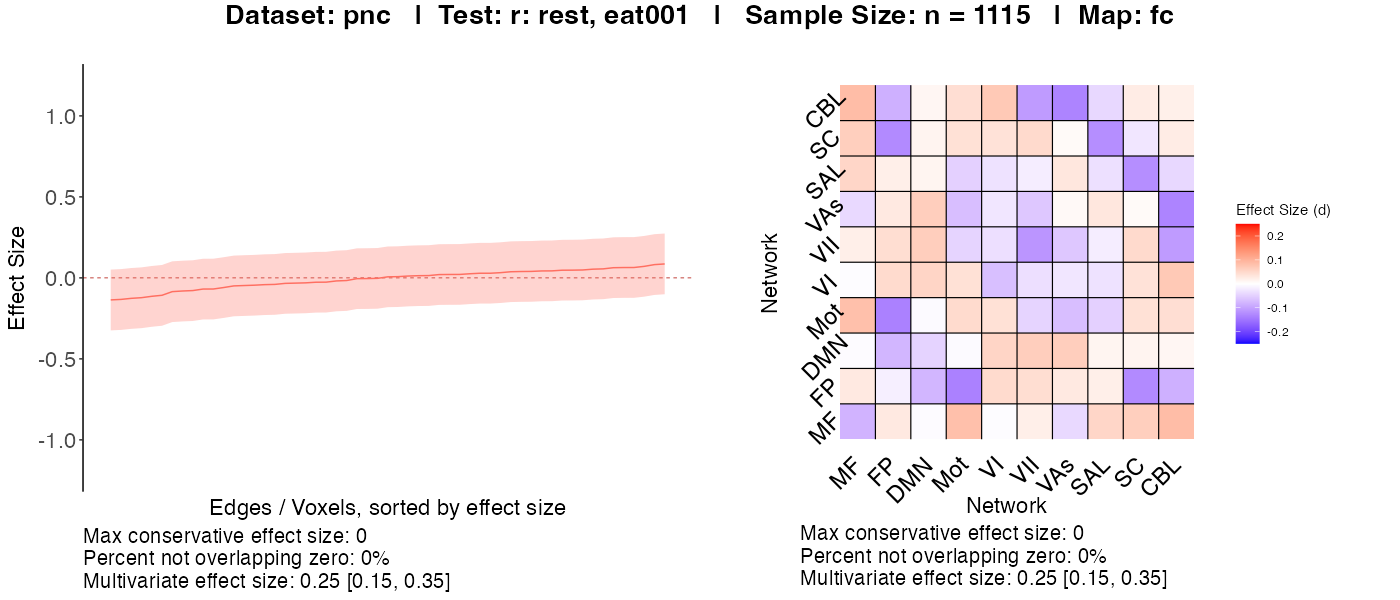 Dataset: pnc | Test: r: rest, eat001 | Sample Size: n = 1115 | Map: fc
Effect Size
1.0
0.5
0.0
-0.5
-1.0
Edges / Voxels, sorted by effect size
Max conservative effect size: 0
Percent not overlapping zero: 0%
Multivariate effect size: 0.25 [0.15, 0.35]
Network
CBL
SC
SAL
VAs
VII
VI
Mot
DMN
FP
MF
MF
FP
DMN
Mot
VI
VII
VAs
SAL
SC
CBL
Network
Max conservative effect size: 0
Percent not overlapping zero: 0%
Multivariate effect size: 0.25 [0.15, 0.35]
Effect Size (d)
0.2
0.1
0.0
-0.1
-0.2